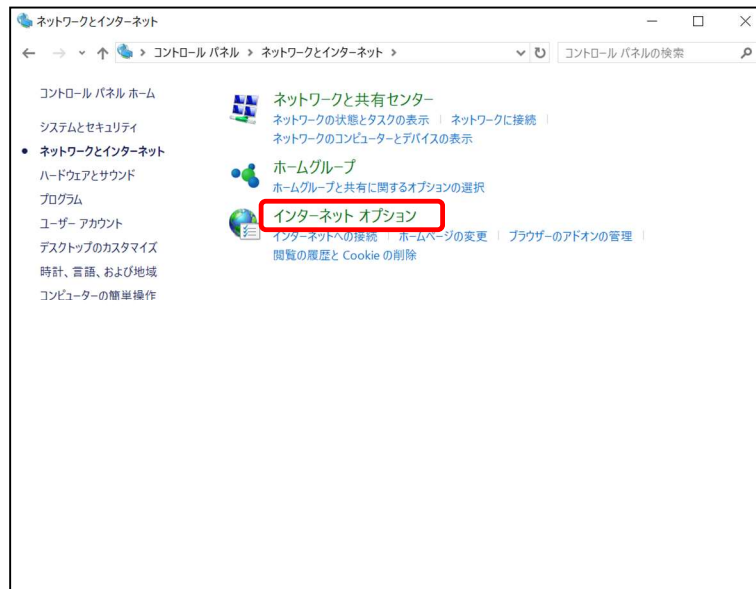 ネットワークとインターネット
コントロール パネル > ネットワークとインターネット >
コントロール パネルの検索
コントロール パネル ホーム
システムとセキュリティ
ネットワークとインターネット
ハードウェアとサウンド
プログラム
ユーザー アカウント
デスクトップのカスタマイズ
時計、言語、および地域
コンピューターの簡単操作
ネットワークと共有センター
ネットワークの状態とタスクの表示 | ネットワークに接続 |
ネットワークのコンピューターとデバイスの表示
ホームグループ
ホームグループと共有に関するオプションの選択
インターネット オプション
インターネットへの接続 | ホームページの変更 | ブラウザーのアドオンの管理 |
閲覧の履歴と Cookie の削除